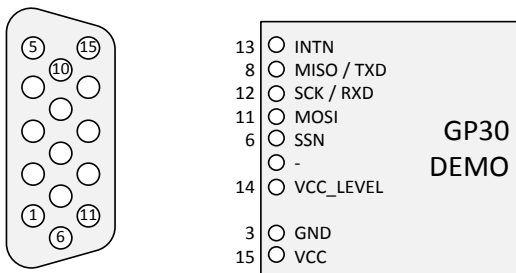 5 15
10
1 11
6
13 INTN
8 MISO / TXD
12 SCK / RXD
11 MOSI
6 SSN
-
14 VCC_LEVEL
3 GND
15 VCC
GP30
DEMO